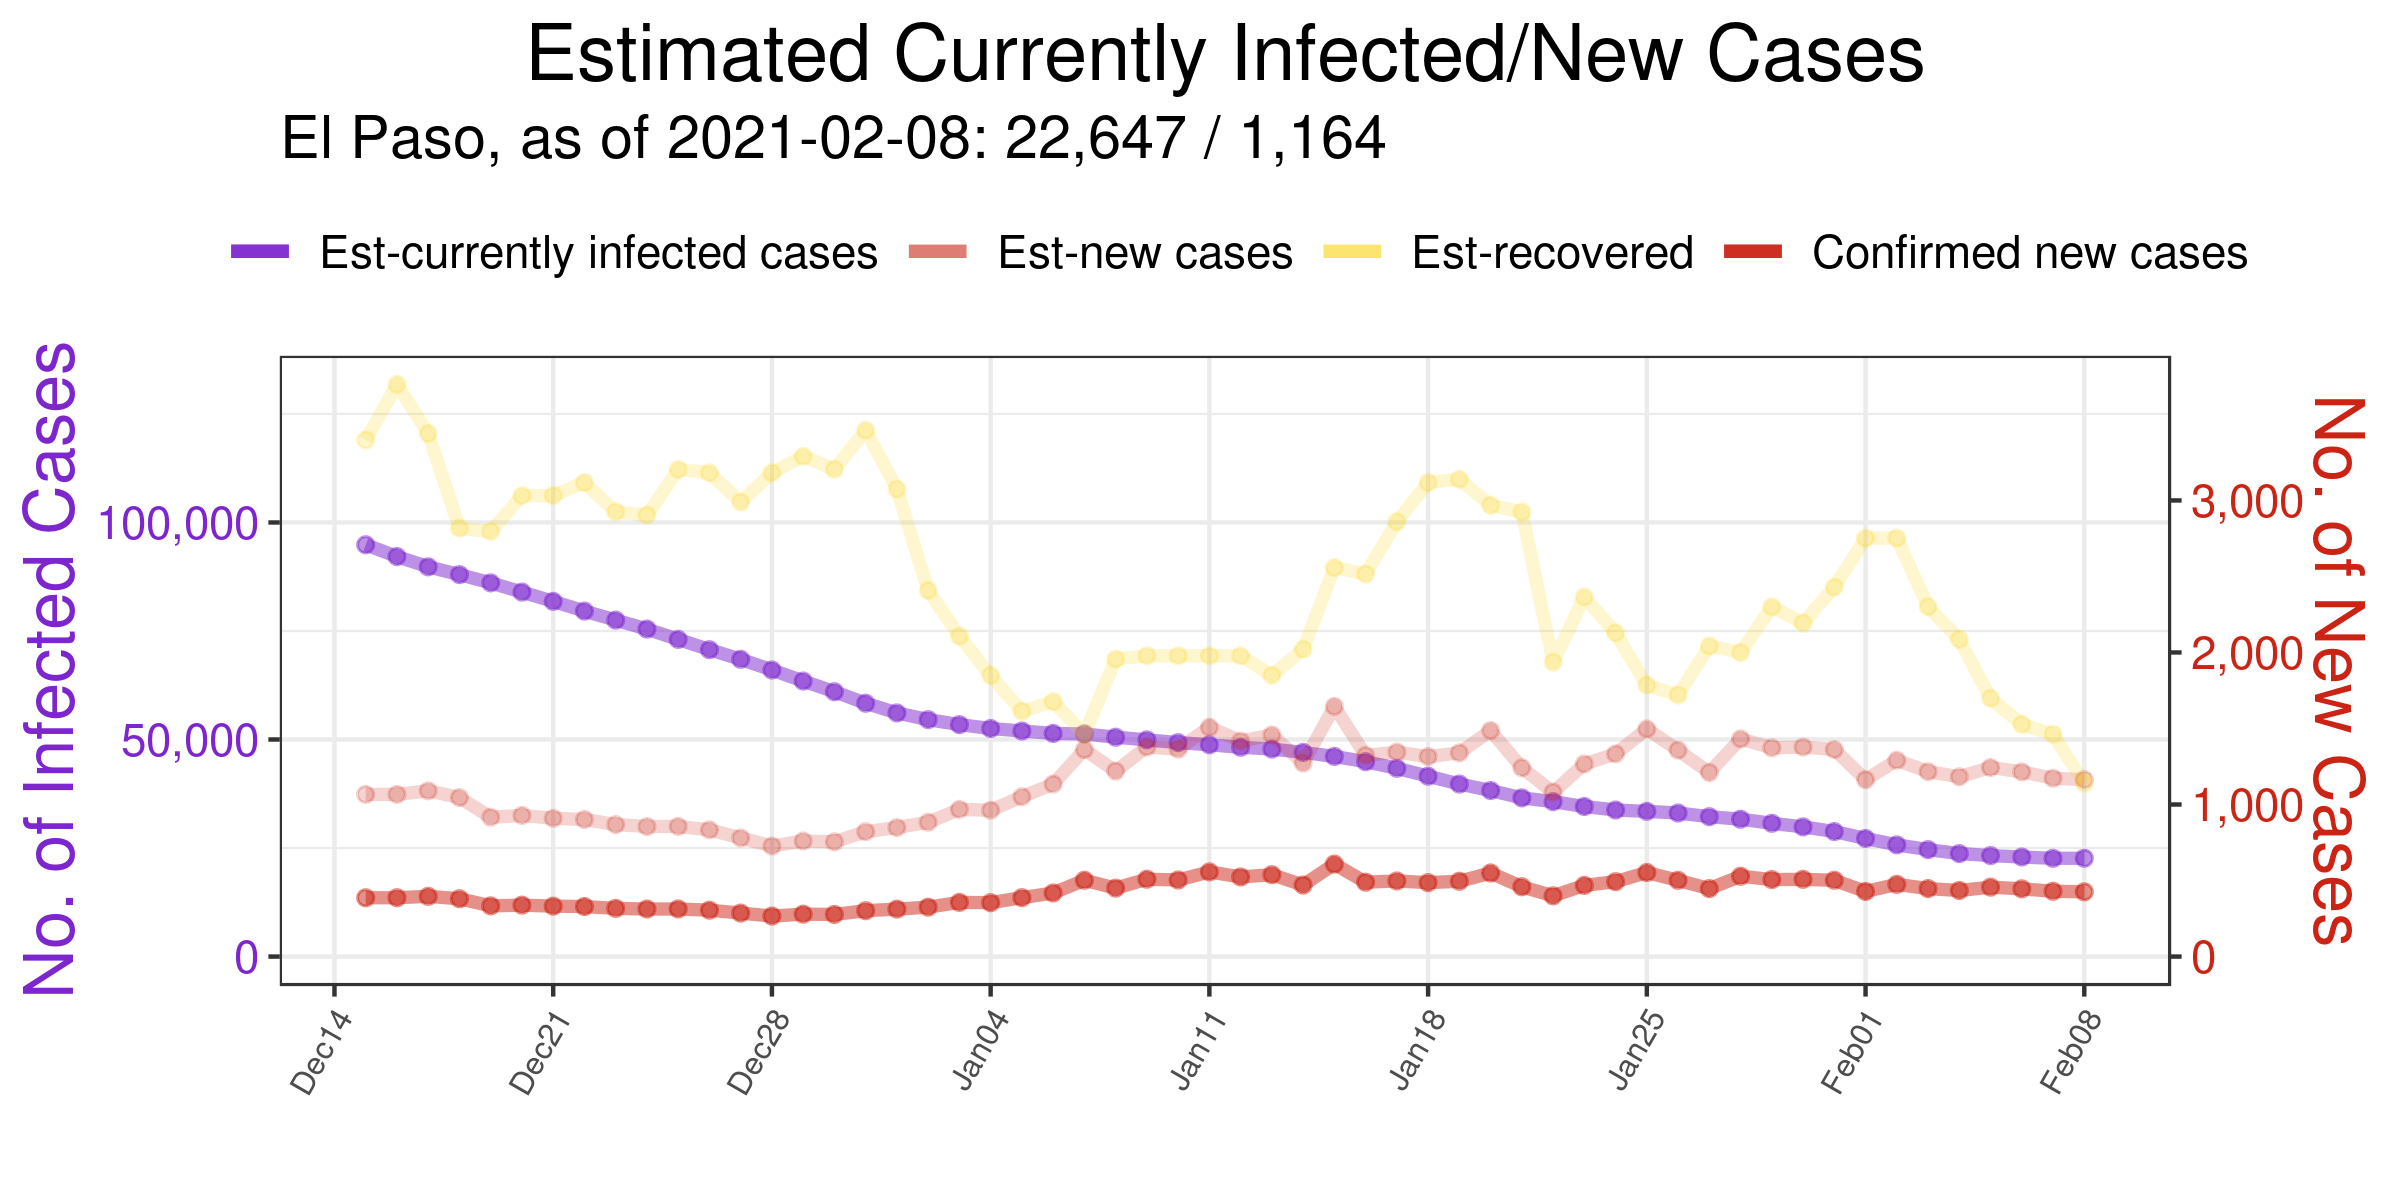 Estimated Currently Infected/New Cases
El Paso, as of 2021-02-08: 22,647 / 1,164
Est-currently infected cases Est-new cases Est-recovered Confirmed new cases
No. of Infected Cases
100,000
50,000
0
3,000
2,000
1,000
0
No. of New Cases
Dec14 Dec21 Dec28 Jan04 Jan11 Jan18 Jan25 Feb01 Feb08